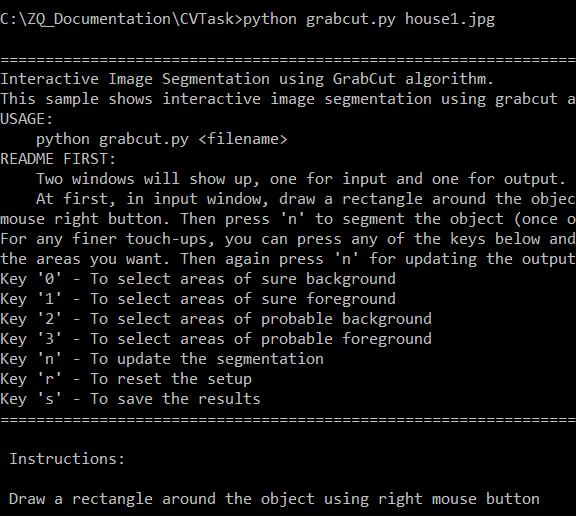 C:\ZQ_Documentation\CVTask>python grabcut.py house1.jpg
===============================================================
Interactive Image Segmentation using GrabCut algorithm.
This sample shows interactive image segmentation using grabcut a
USAGE:
    python grabcut.py <filename>
README FIRST:
    Two windows will show up, one for input and one for output.
    At first, in input window, draw a rectangle around the objec
mouse right button. Then press 'n' to segment the object (once o
For any finer touch-ups, you can press any of the keys below and
the areas you want. Then again press 'n' for updating the output
Key '0' - To select areas of sure background
Key '1' - To select areas of sure foreground
Key '2' - To select areas of probable background
Key '3' - To select areas of probable foreground
Key 'n' - To update the segmentation
Key 'r' - To reset the setup
Key 's' - To save the results
===============================================================
 Instructions:
 Draw a rectangle around the object using right mouse button